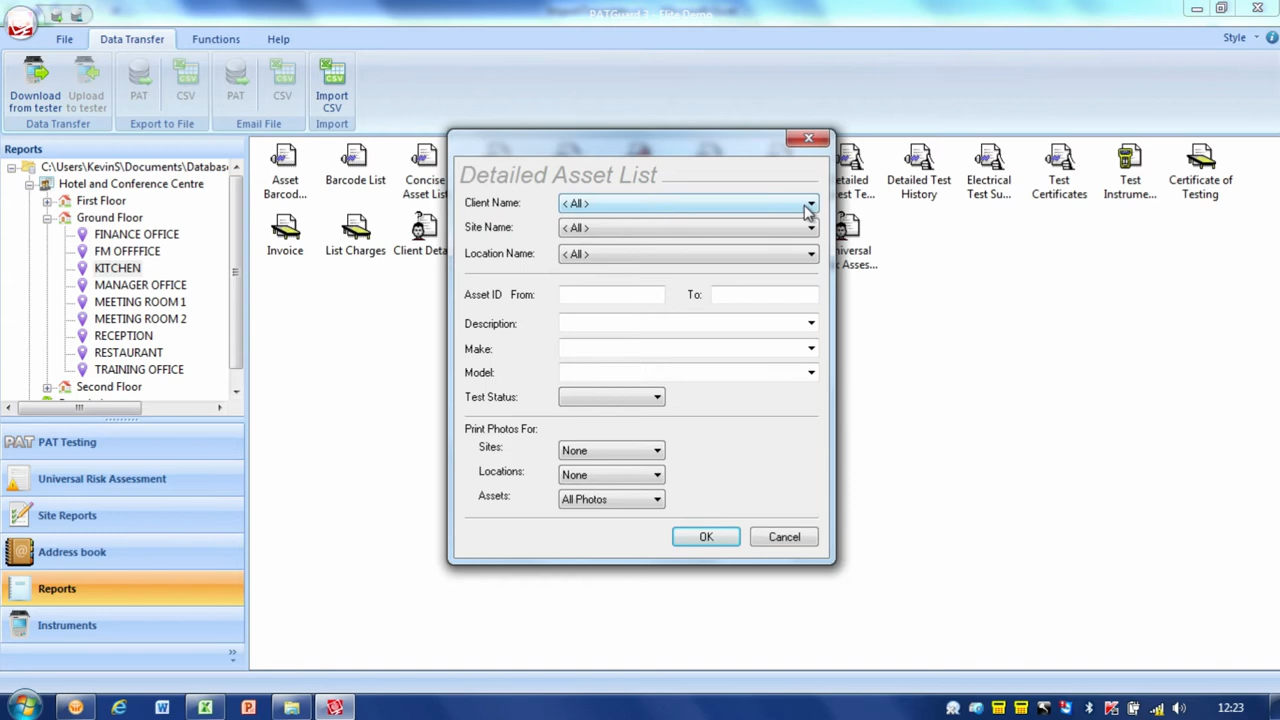 PATGuard 3 - Elite Demo
File
Data Transfer
Functions
Help
Style
Download
from tester
Upload
to tester
PAT
CSV
PAT
CSV
Import
CSV
Data Transfer
Export to File
Email File
Import
Reports
C:\Users\KevinS\Documents\Databas
Hotel and Conference Centre
First Floor
Ground Floor
FINANCE OFFICE
FM OFFFFICE
KITCHEN
MANAGER OFFICE
MEETING ROOM 1
MEETING ROOM 2
RECEPTION
RESTAURANT
TRAINING OFFICE
Second Floor
PAT PAT Testing
Universal Risk Assessment
Site Reports
Address book
Reports
Instruments
Asset
Barcod...
Barcode List
Concise
Asset List
Detailed Test
History
Electrical
Test Su...
Test
Certificates
Test
Instrume...
Certificate of
Testing
Invoice
List Charges
Client Deta
Detailed Asset List
Client Name:
< All >
Site Name:
< All >
Location Name:
< All >
Asset ID From:
To:
Description:
Make:
Model:
Test Status:
Print Photos For:
Sites:
None
Locations:
None
Assets:
All Photos
OK
Cancel
12:23